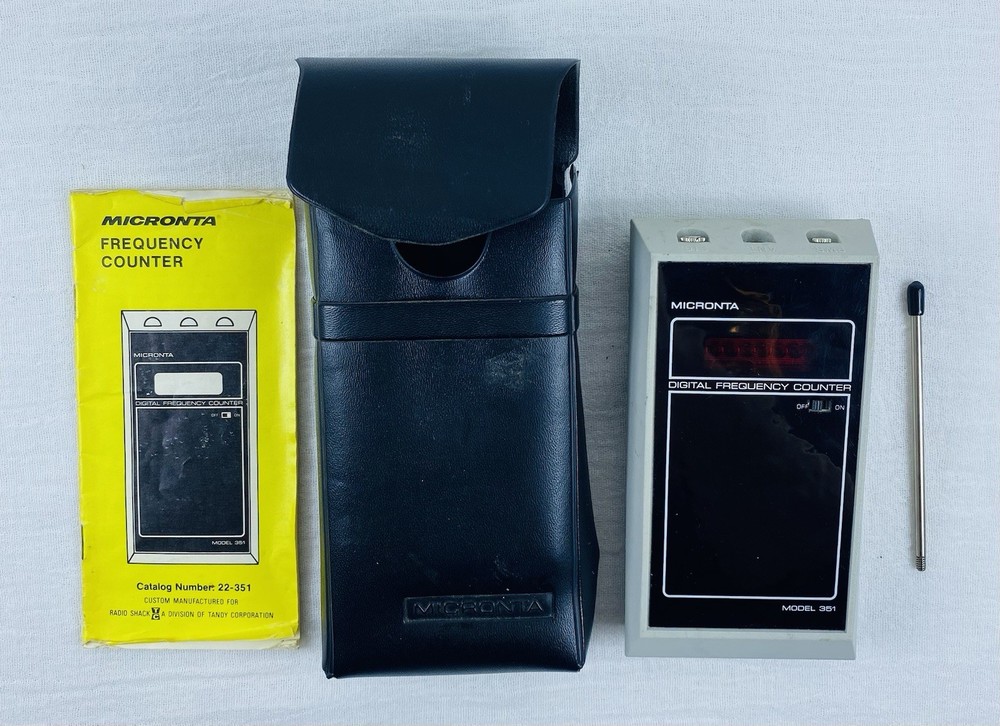 MICRONTA
FREQUENCY
COUNTER
MICRONTA
DIGITAL FREQUENCY COUNTER
OFF ON
MODEL 351
Catalog Number: 22-351
CUSTOM MANUFACTURED FOR
RADIO SHACK TC A DIVISION OF TANDY CORPORATION
MICRONTA
MICRONTA
DIGITAL FREQUENCY COUNTER
OFF ON
MODEL 351